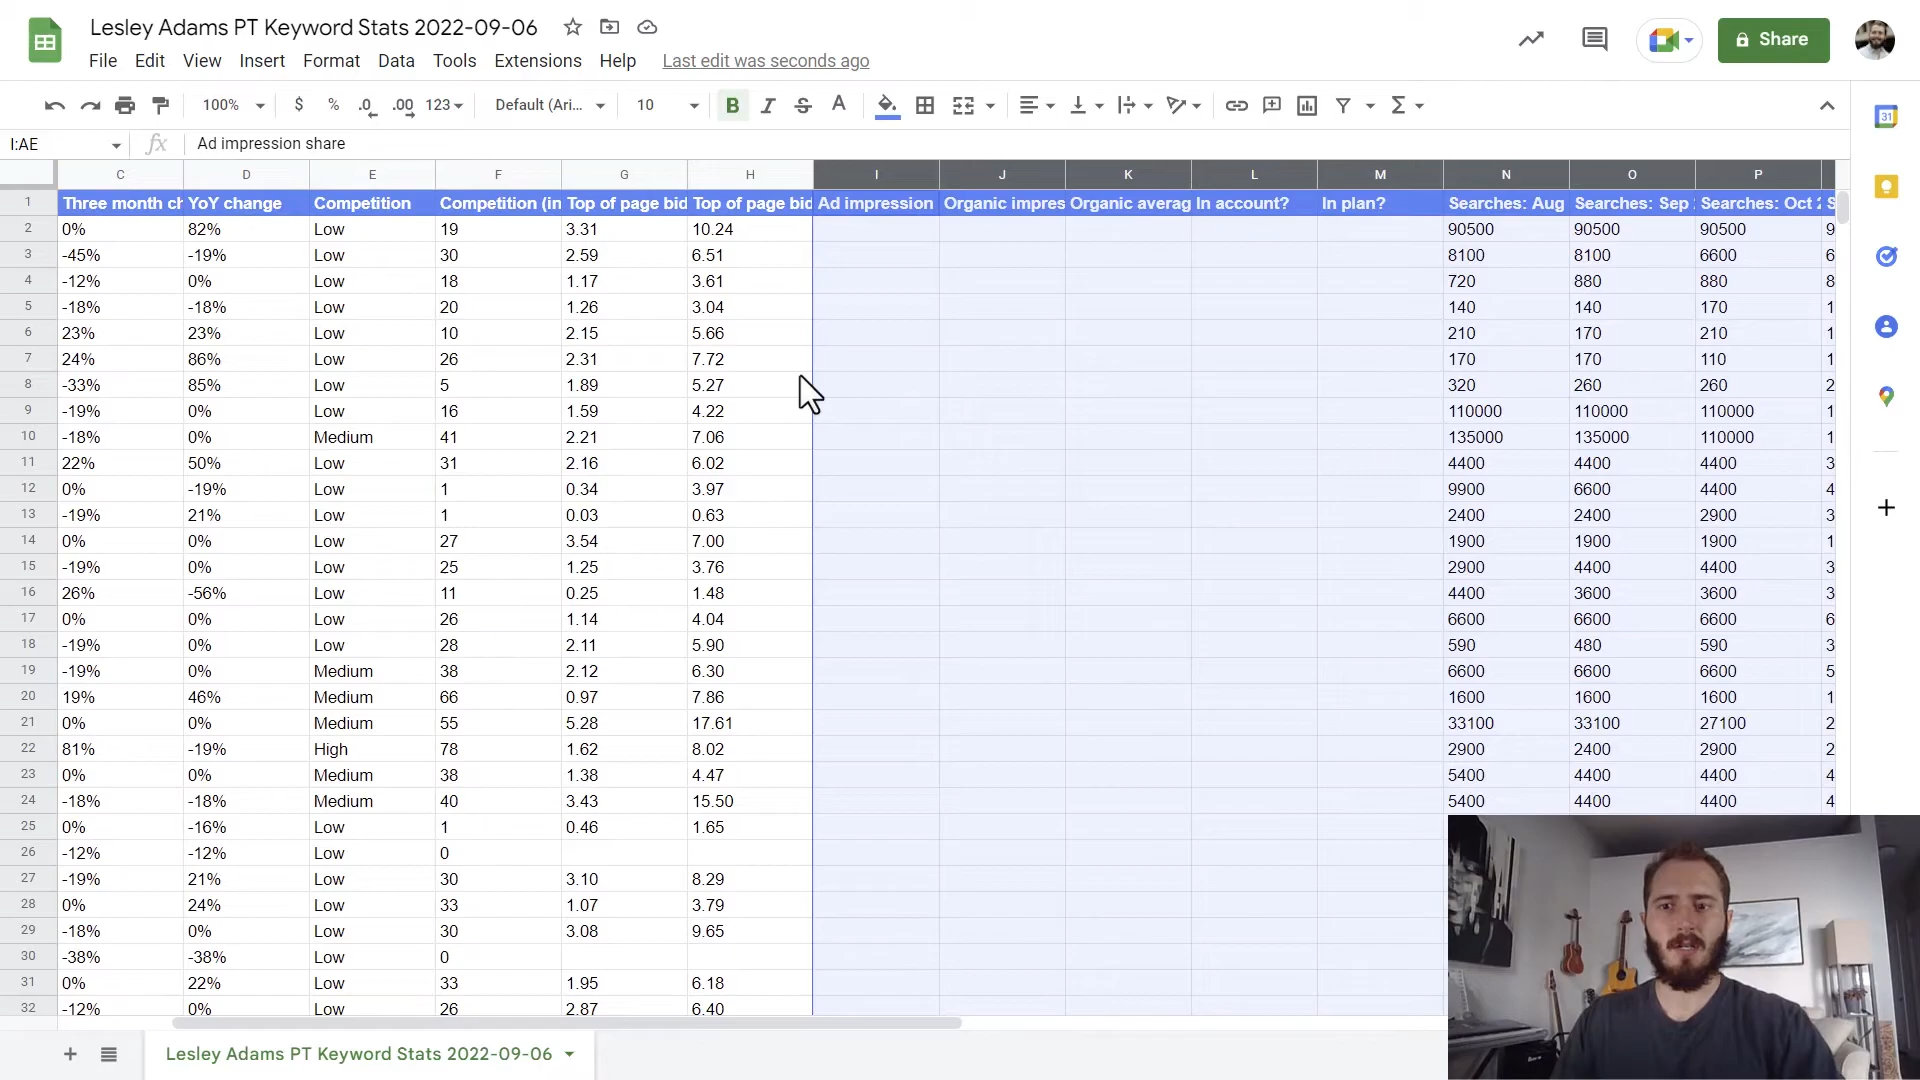 Lesley Adams PT Keyword Stats 2022-09-06
File Edit View Insert Format Data Tools Extensions Help Last edit was seconds ago
Share
100% $ % .0 .00 123 Default (Ari... 10 B I S A Σ
31
I:AE fx Ad impression share
C D E F G H I J K L M N O P
1 Three month ch YoY change Competition Competition (in Top of page bid Top of page bid Ad impression Organic impres Organic averag In account? In plan? Searches: Aug Searches: Sep Searches: Oct 2 S
2 0% 82% Low 19 3.31 10.24 90500 90500 90500 9
3 -45% -19% Low 30 2.59 6.51 8100 8100 6600 6
4 -12% 0% Low 18 1.17 3.61 720 880 880 8
5 -18% -18% Low 20 1.26 3.04 140 140 170 1
6 23% 23% Low 10 2.15 5.66 210 170 210 1
7 24% 86% Low 26 2.31 7.72 170 170 110 1
8 -33% 85% Low 5 1.89 5.27 320 260 260 2
9 -19% 0% Low 16 1.59 4.22 110000 110000 110000 1
10 -18% 0% Medium 41 2.21 7.06 135000 135000 110000 1
11 22% 50% Low 31 2.16 6.02 4400 4400 4400 3
12 0% -19% Low 1 0.34 3.97 9900 6600 4400 4
13 -19% 21% Low 1 0.03 0.63 2400 2400 2900 3
14 0% 0% Low 27 3.54 7.00 1900 1900 1900 1
15 -19% 0% Low 25 1.25 3.76 2900 4400 4400 3
16 26% -56% Low 11 0.25 1.48 4400 3600 3600 3
17 0% 0% Low 26 1.14 4.04 6600 6600 6600 6
18 -19% 0% Low 28 2.11 5.90 590 480 590 3
19 -19% 0% Medium 38 2.12 6.30 6600 6600 6600 5
20 19% 46% Medium 66 0.97 7.86 1600 1600 1600 1
21 0% 0% Medium 55 5.28 17.61 33100 33100 27100 2
22 81% -19% High 78 1.62 8.02 2900 2400 2900 2
23 0% 0% Medium 38 1.38 4.47 5400 4400 4400 4
24 -18% -18% Medium 40 3.43 15.50 5400 4400 4400 4
25 0% -16% Low 1 0.46 1.65
26 -12% -12% Low 0
27 -19% 21% Low 30 3.10 8.29
28 0% 24% Low 33 1.07 3.79
29 -18% 0% Low 30 3.08 9.65
30 -38% -38% Low 0
31 0% 22% Low 33 1.95 6.18
32 -12% 0% Low 26 2.87 6.40
Lesley Adams PT Keyword Stats 2022-09-06